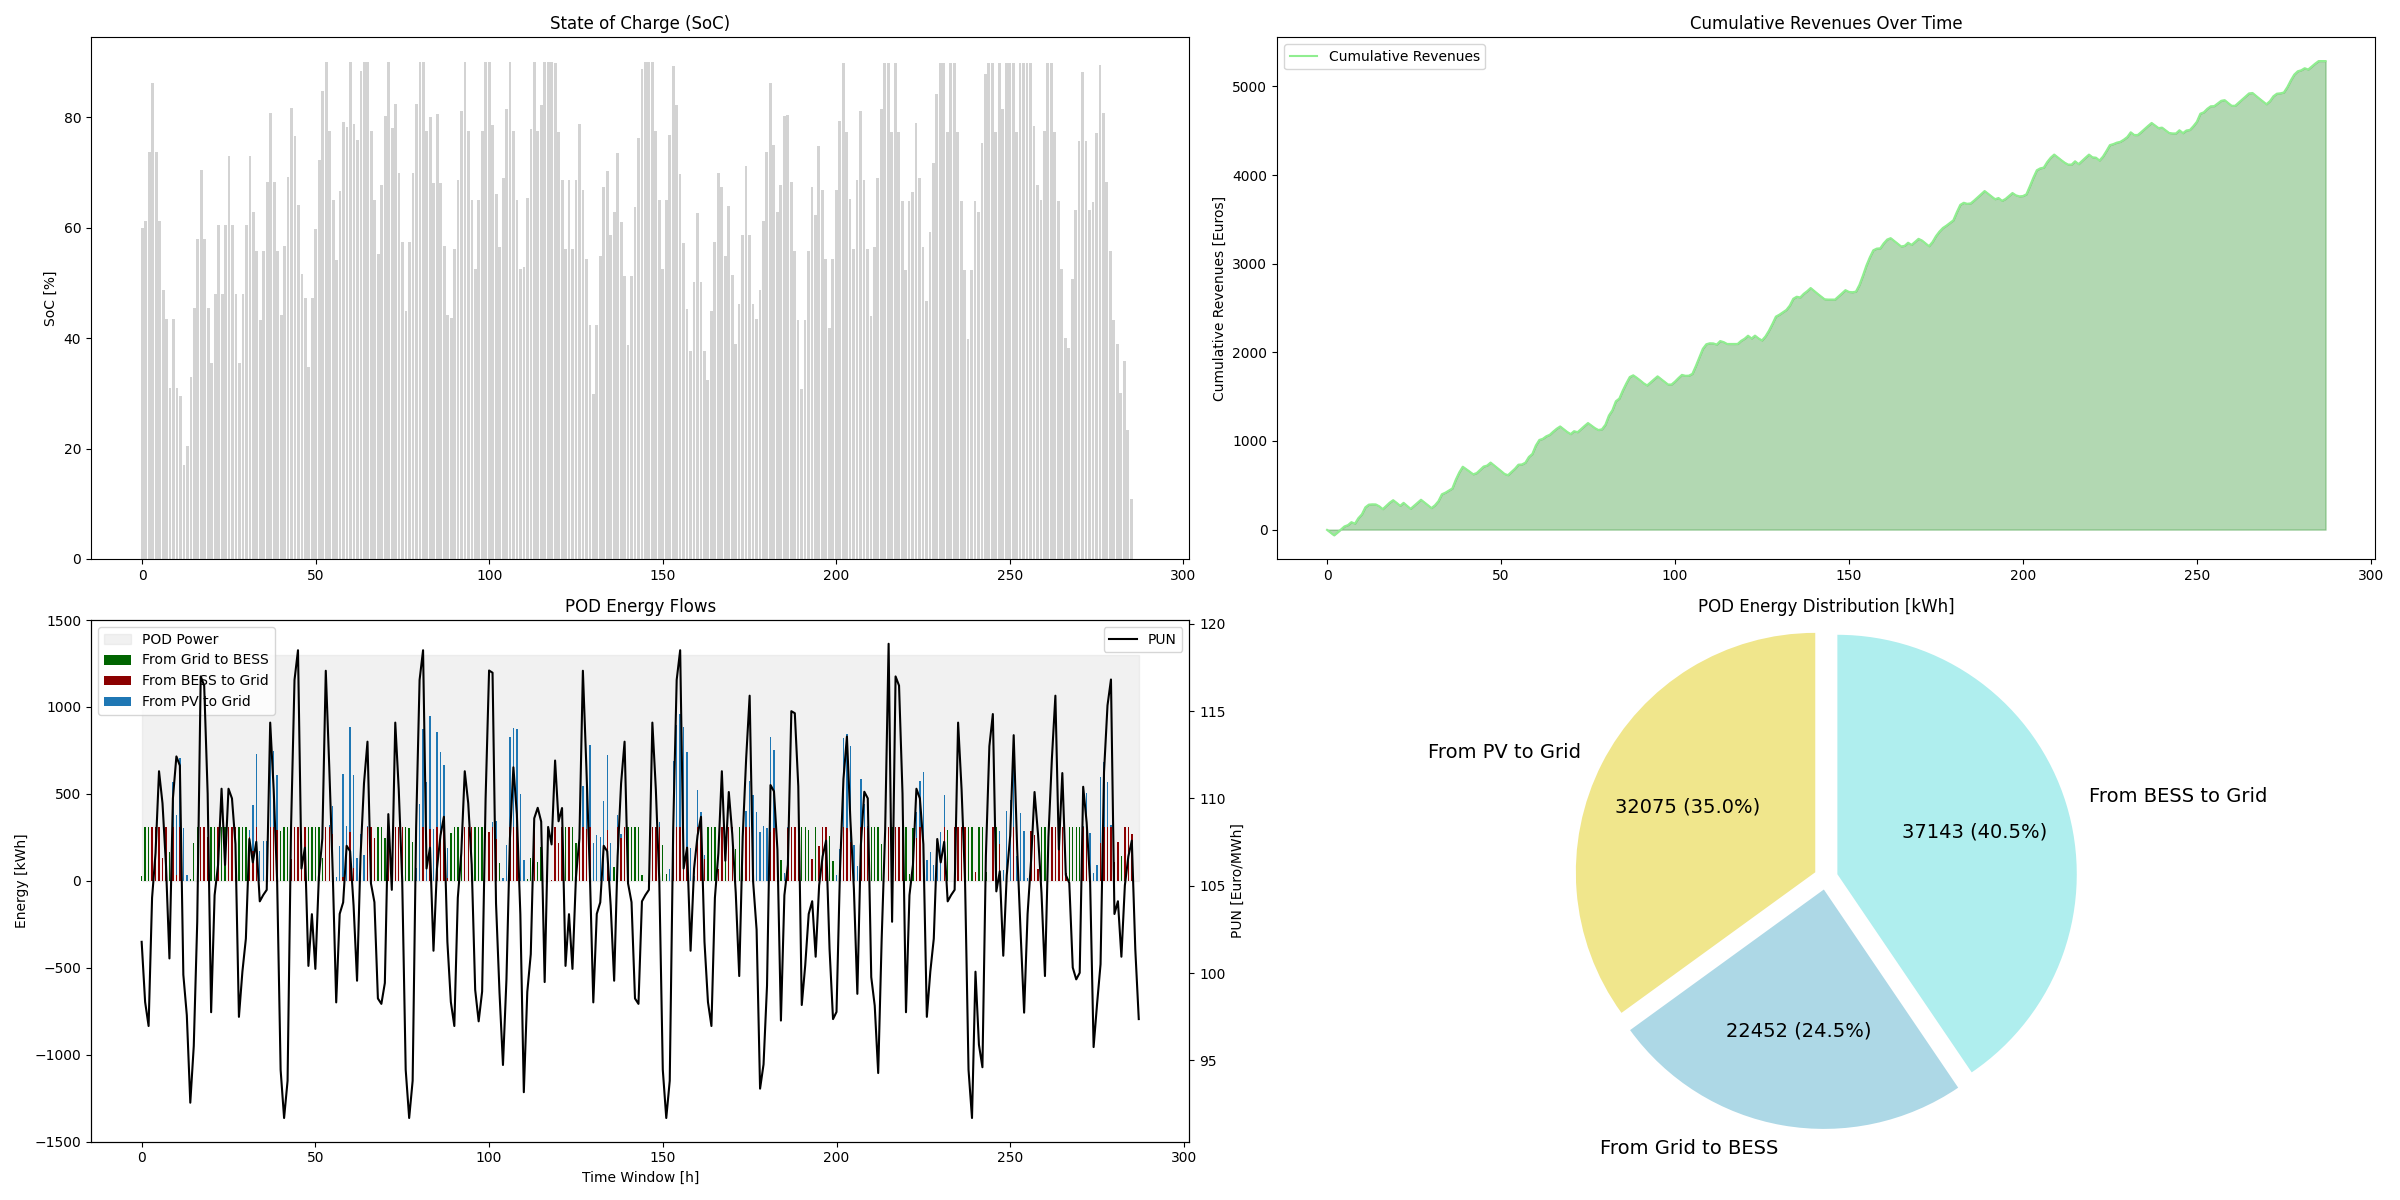 State of Charge (SoC)
SoC [%]
80
60
40
20
0
0 50 100 150 200 250 300
Cumulative Revenues Over Time
Cumulative Revenues
Cumulative Revenues [Euros]
5000
4000
3000
2000
1000
0
0 50 100 150 200 250 300
POD Energy Flows
POD Power
From Grid to BESS
From BESS to Grid
From PV to Grid
PUN
Energy [kWh]
1500
1000
500
0
−500
−1000
−1500
0 50 100 150 200 250 300
Time Window [h]
120
115
110
105
100
95
PUN [Euro/MWh]
POD Energy Distribution [kWh]
From PV to Grid
32075 (35.0%)
From BESS to Grid
37143 (40.5%)
22452 (24.5%)
From Grid to BESS